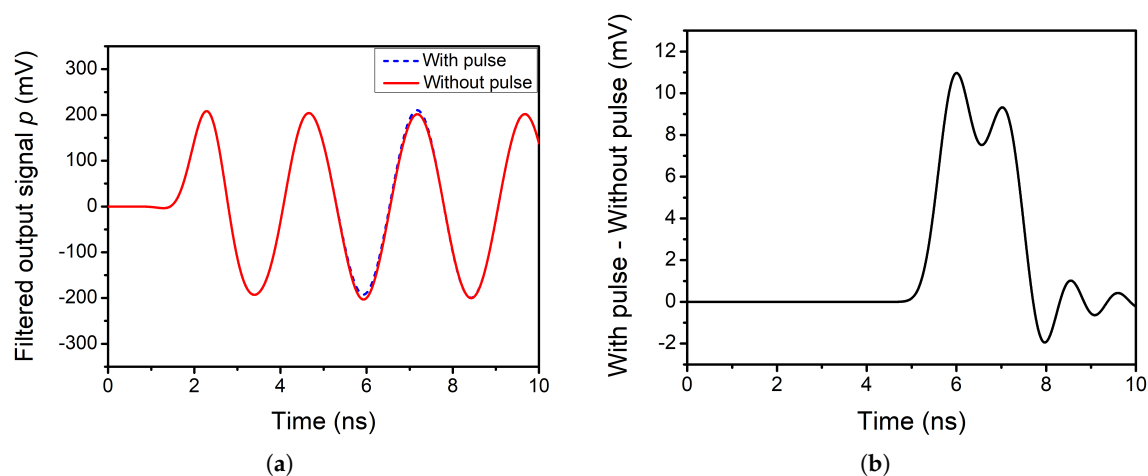 Filtered output signal p (mV)
300
200
100
0
-100
-200
-300
With pulse
Without pulse
0 2 4 6 8 10
Time (ns)
(a)
With pulse - Without pulse (mV)
12
10
8
6
4
2
0
-2
0 2 4 6 8 10
Time (ns)
(b)